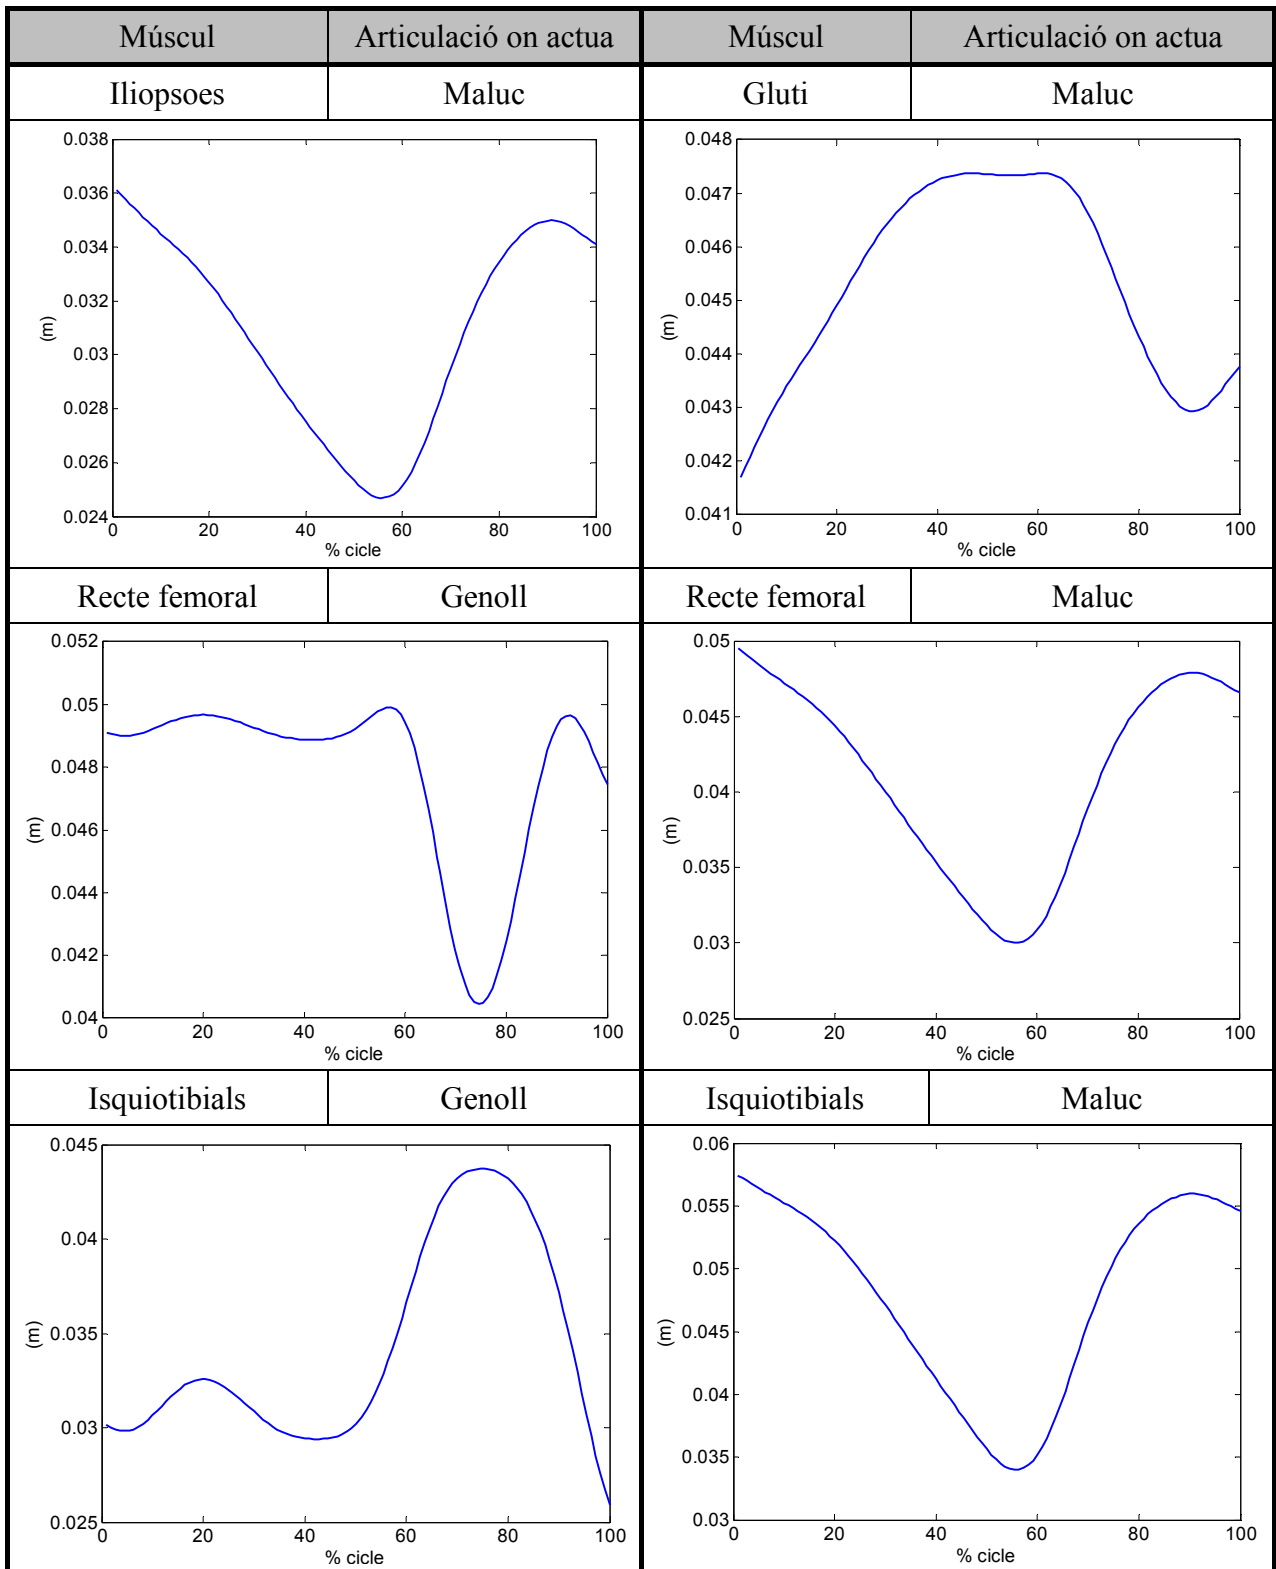 Múscul Articulació on actua Múscul Articulació on actua
Iliopsoes Maluc Gluti Maluc
0.038
0.036
0.034
0.032
0.03
0.028
0.026
0.024
(m)
0 20 40 60 80 100
% cicle
0.048
0.047
0.046
0.045
0.044
0.043
0.042
0.041
(m)
0 20 40 60 80 100
% cicle
Recte femoral Genoll Recte femoral Maluc
0.052
0.05
0.048
0.046
0.044
0.042
0.04
(m)
0 20 40 60 80 100
% cicle
0.05
0.045
0.04
0.035
0.03
0.025
(m)
0 20 40 60 80 100
% cicle
Isquiotibials Genoll Isquiotibials Maluc
0.045
0.04
0.035
0.03
0.025
(m)
0 20 40 60 80 100
% cicle
0.06
0.055
0.05
0.045
0.04
0.035
0.03
(m)
0 20 40 60 80 100
% cicle